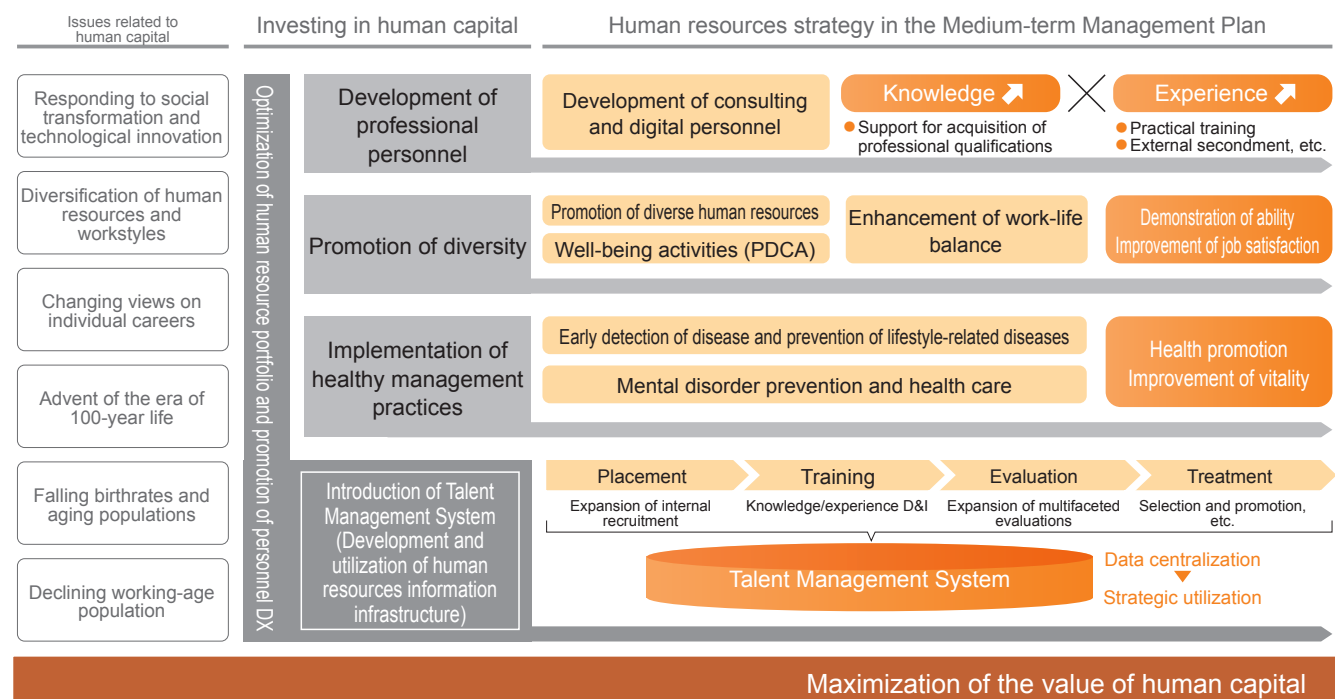 Issues related to
human capital
Investing in human capital
Human resources strategy in the Medium-term Management Plan
Responding to social
transformation and
technological innovation
Diversification of human
resources and
workstyles
Changing views on
individual careers
Advent of the era of
100-year life
Falling birthrates and
aging populations
Declining working-age
population
Optimization of human resource portfolio and promotion of personnel DX
Development of
professional
personnel
Development of consulting
and digital personnel
Knowledge
Support for acquisition of
professional qualifications
Experience
Practical training
External secondment, etc.
Promotion of diversity
Promotion of diverse human resources
Well-being activities (PDCA)
Enhancement of work-life
balance
Demonstration of ability
Improvement of job satisfaction
Implementation of
healthy management
practices
Early detection of disease and prevention of lifestyle-related diseases
Mental disorder prevention and health care
Health promotion
Improvement of vitality
Introduction of Talent
Management System
(Development and
utilization of human
resources information
infrastructure)
Placement
Expansion of internal
recruitment
Training
Knowledge/experience D&I
Evaluation
Expansion of multifaceted
evaluations
Treatment
Selection and promotion,
etc.
Talent Management System
Data centralization
Strategic utilization
Maximization of the value of human capital